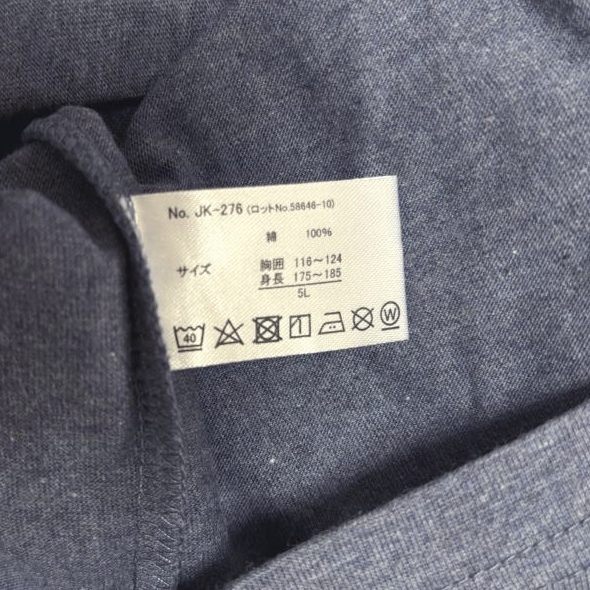 No. JK-276 (ロットNo.58646-10)
綿 100%
サイズ 胸囲 116～124
身長 175～185
5L
40 W